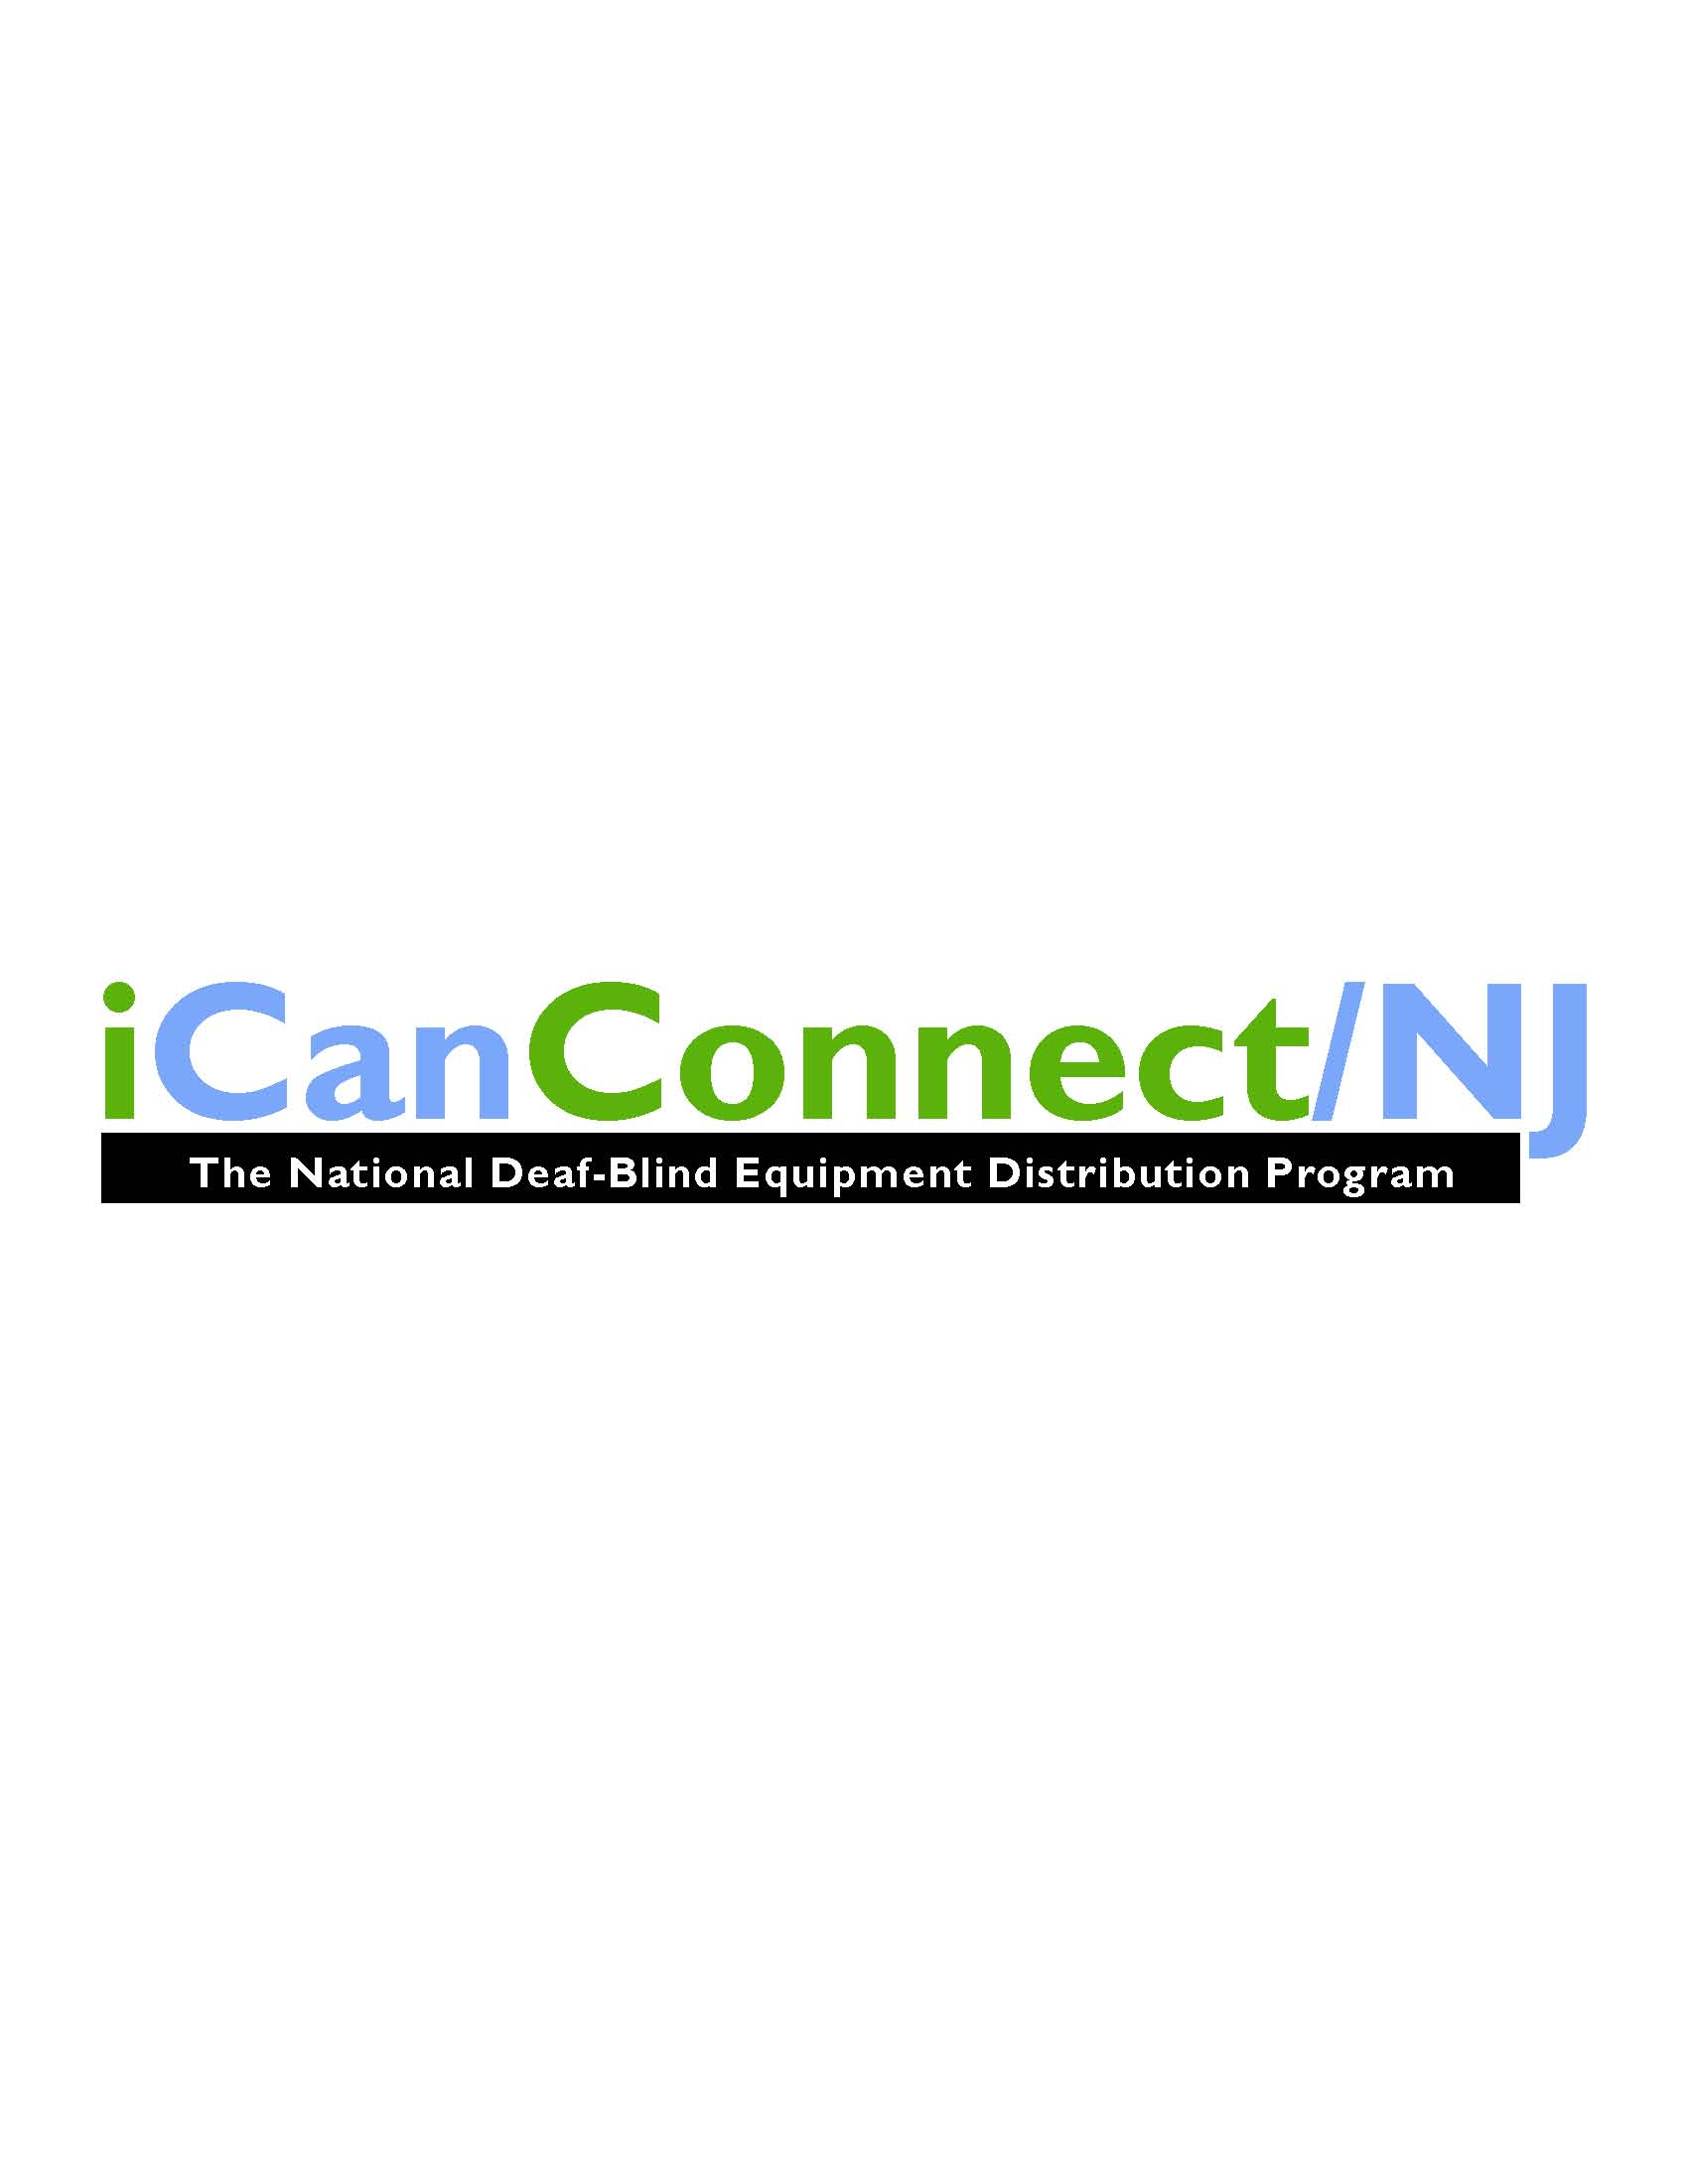 iCanConnect/NJ
The National Deaf-Blind Equipment Distribution Program